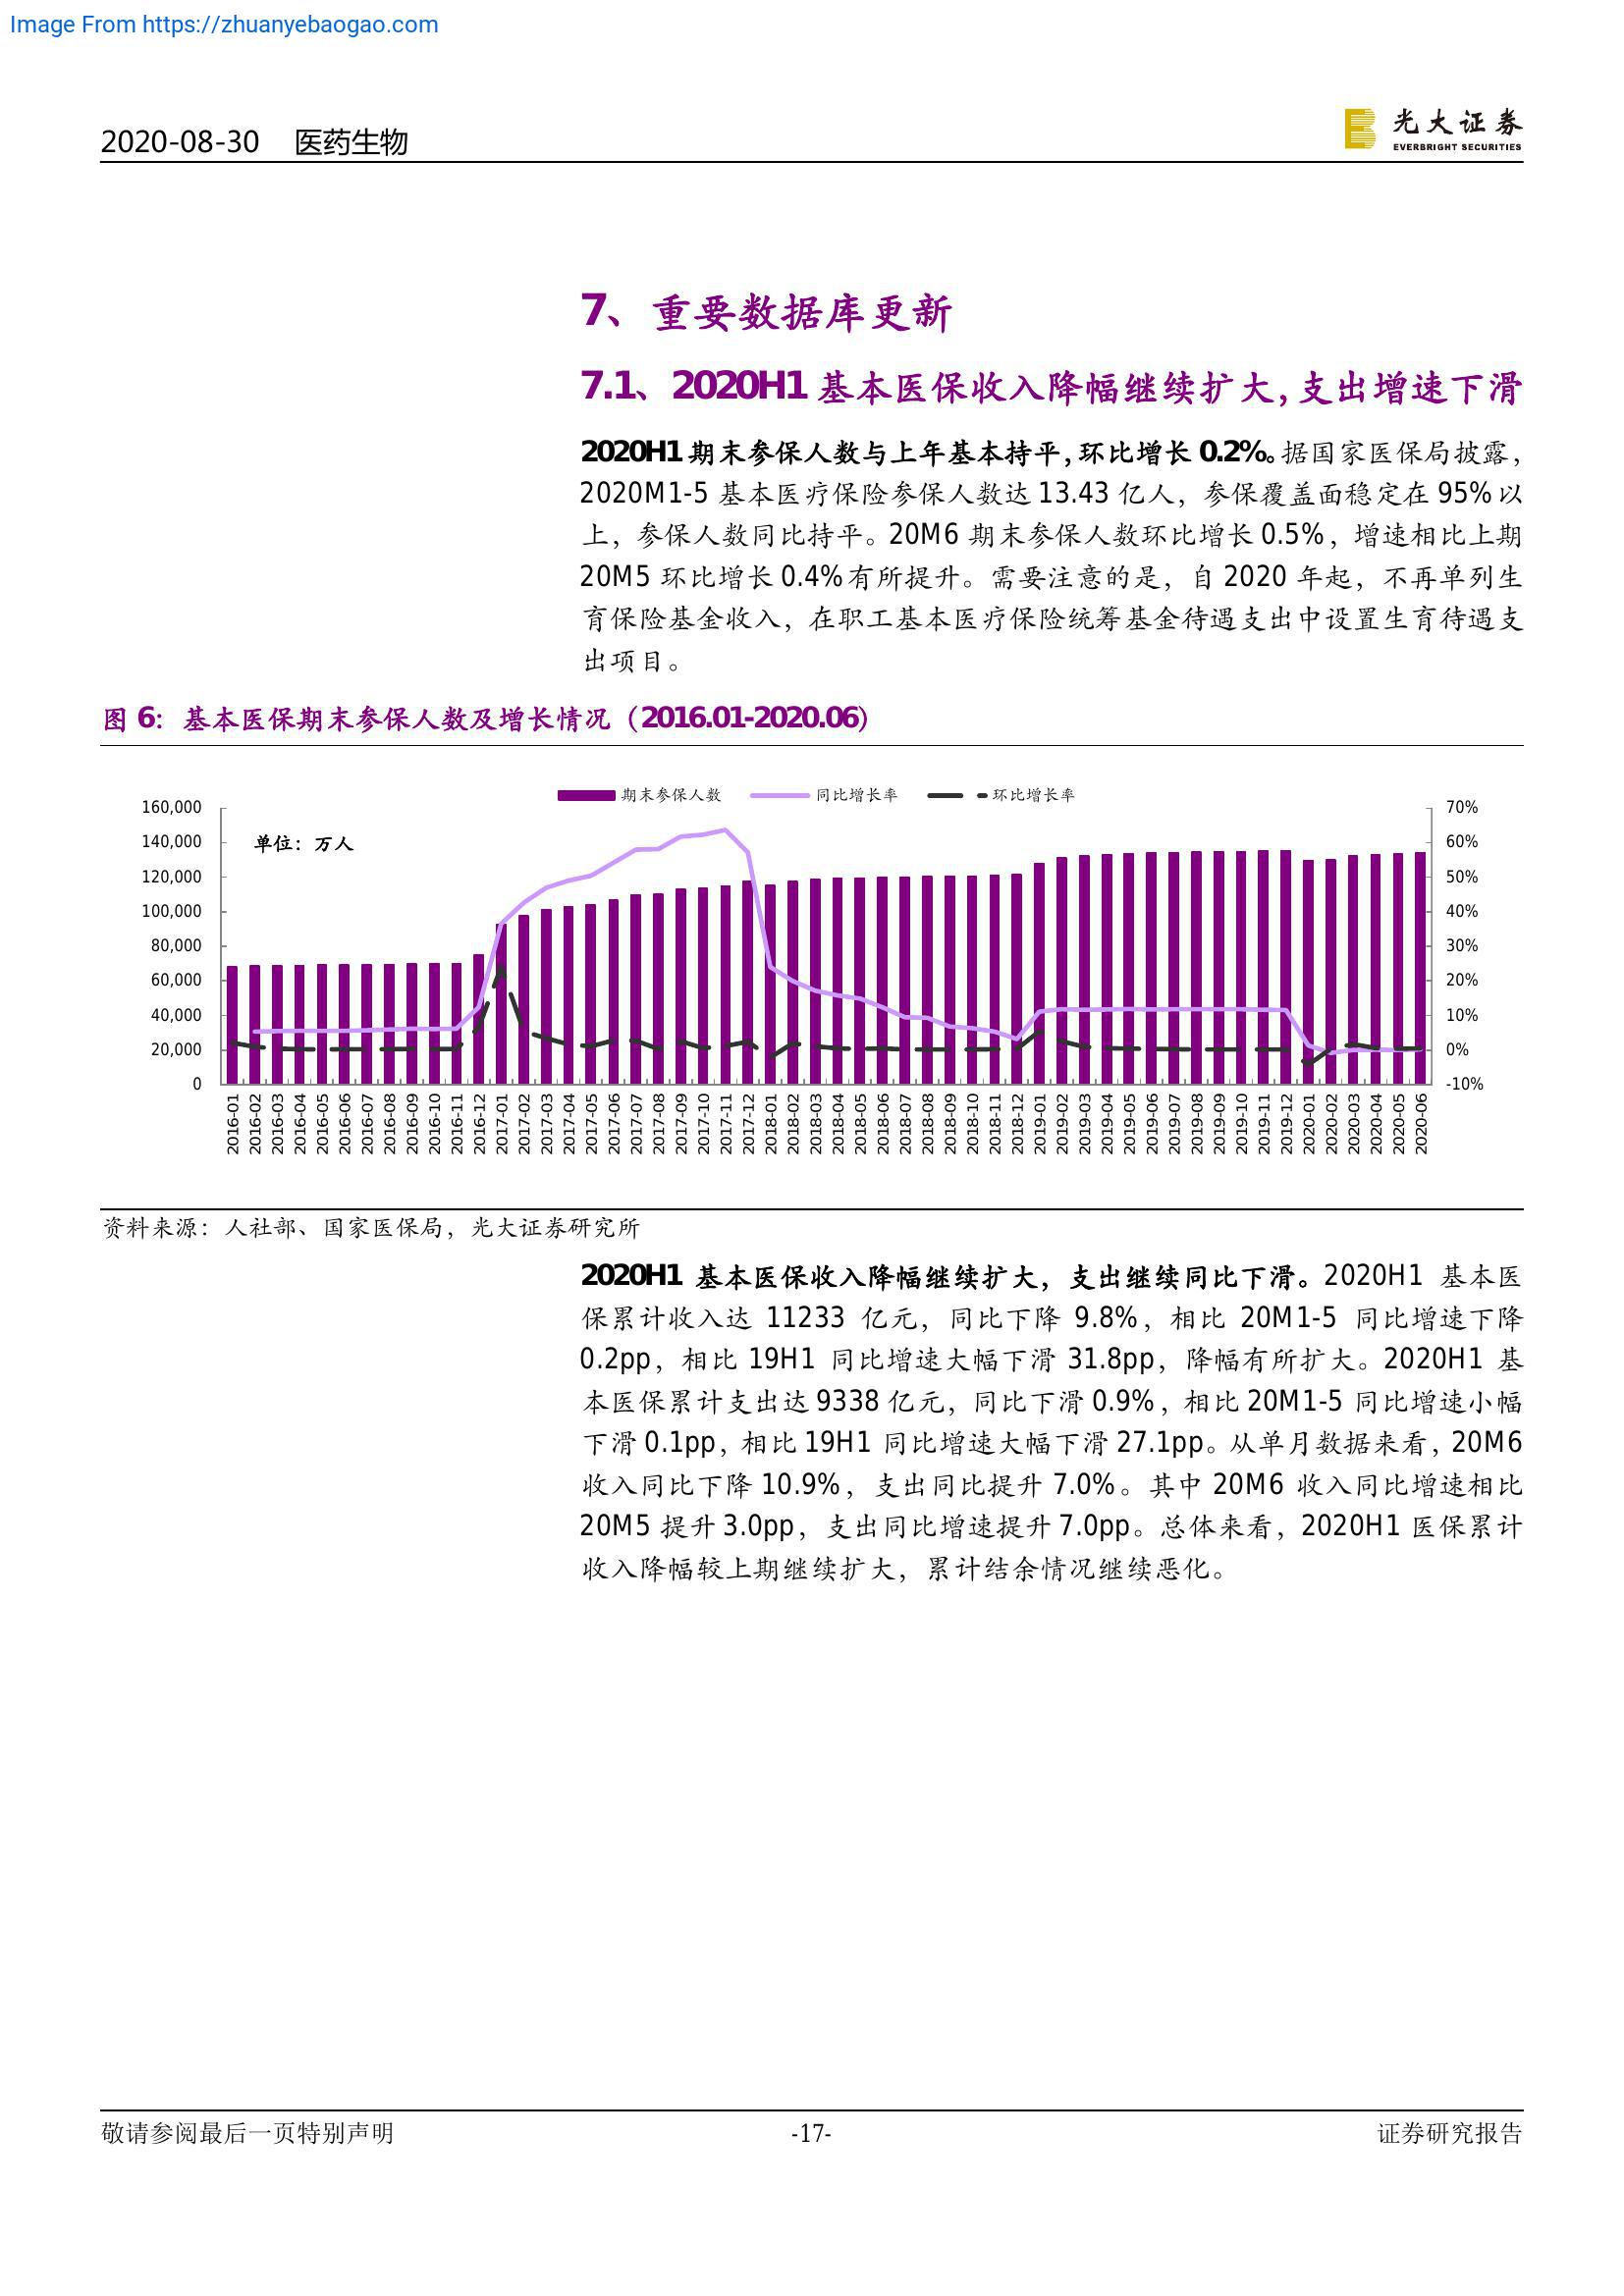 Image From https://zhuanyebaogao.com
2020-08-30 医药生物
光大证券
EVERBRIGHT SECURITIES
7、重要数据库更新
7.1、2020H1 基本医保收入降幅继续扩大，支出增速下滑
2020H1 期末参保人数与上年基本持平，环比增长 0.2%。据国家医保局披露，
2020M1-5 基本医疗保险参保人数达 13.43 亿人，参保覆盖面稳定在 95%以
上，参保人数同比持平。20M6 期末参保人数环比增长 0.5%，增速相比上期
20M5 环比增长 0.4%有所提升。需要注意的是，自 2020 年起，不再单列生
育保险基金收入，在职工基本医疗保险统筹基金待遇支出中设置生育待遇支
出项目。
图 6：基本医保期末参保人数及增长情况（2016.01-2020.06）
期末参保人数 同比增长率 环比增长率
单位：万人
160,000
140,000
120,000
100,000
80,000
60,000
40,000
20,000
0
70%
60%
50%
40%
30%
20%
10%
0%
-10%
2016-01
2016-02
2016-03
2016-04
2016-05
2016-06
2016-07
2016-08
2016-09
2016-10
2016-11
2016-12
2017-01
2017-02
2017-03
2017-04
2017-05
2017-06
2017-07
2017-08
2017-09
2017-10
2017-11
2017-12
2018-01
2018-02
2018-03
2018-04
2018-05
2018-06
2018-07
2018-08
2018-09
2018-10
2018-11
2018-12
2019-01
2019-02
2019-03
2019-04
2019-05
2019-06
2019-07
2019-08
2019-09
2019-10
2019-11
2019-12
2020-01
2020-02
2020-03
2020-04
2020-05
2020-06
资料来源：人社部、国家医保局，光大证券研究所
2020H1 基本医保收入降幅继续扩大，支出继续同比下滑。2020H1 基本医
保累计收入达 11233 亿元，同比下降 9.8%，相比 20M1-5 同比增速下降
0.2pp，相比 19H1 同比增速大幅下滑 31.8pp，降幅有所扩大。2020H1 基
本医保累计支出达 9338 亿元，同比下滑 0.9%，相比 20M1-5 同比增速小幅
下滑 0.1pp，相比 19H1 同比增速大幅下滑 27.1pp。从单月数据来看，20M6
收入同比下降 10.9%，支出同比提升 7.0%。其中 20M6 收入同比增速相比
20M5 提升 3.0pp，支出同比增速提升 7.0pp。总体来看，2020H1 医保累计
收入降幅较上期继续扩大，累计结余情况继续恶化。
敬请参阅最后一页特别声明 -17- 证券研究报告